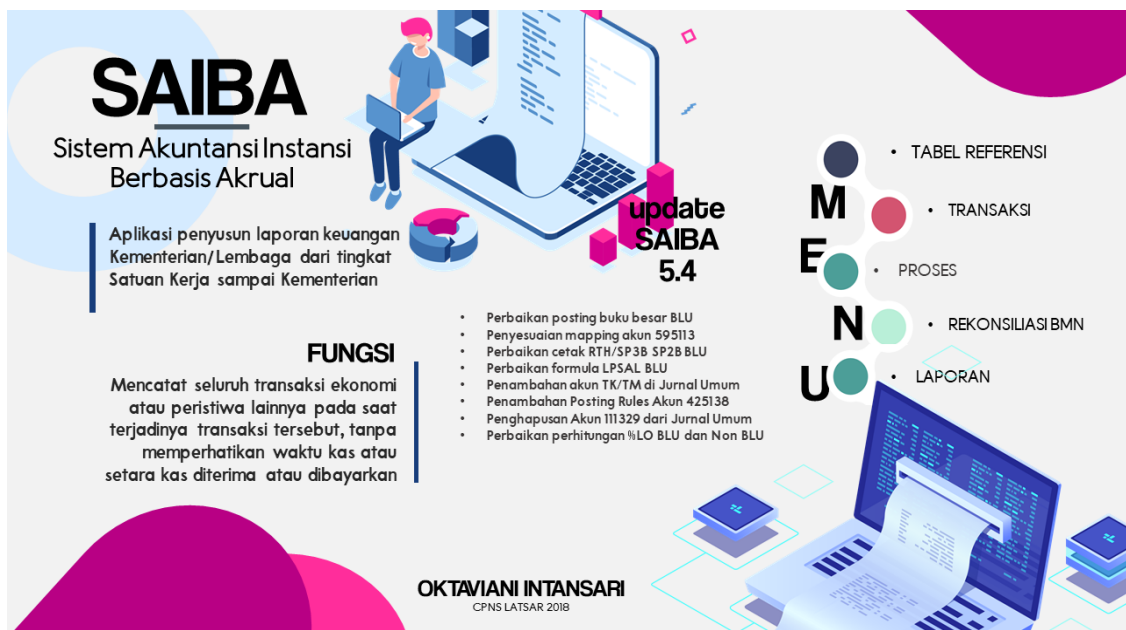 SAIBA
Sistem Akuntansi Instansi
Berbasis Akrual
Aplikasi penyusun laporan keuangan
Kementerian/Lembaga dari tingkat
Satuan Kerja sampai Kementerian
FUNGSI
Mencatat seluruh transaksi ekonomi
atau peristiwa lainnya pada saat
terjadinya transaksi tersebut, tanpa
memperhatikan waktu kas atau
setara kas diterima atau dibayarkan
update
SAIBA
5.4
• Perbaikan posting buku besar BLU
• Penyesuaian mapping akun 595113
• Perbaikan cetak RTH/SP3B SP2B BLU
• Perbaikan formula LPSAL BLU
• Penambahan akun TK/TM di Jurnal Umum
• Penambahan Posting Rules Akun 425138
• Penghapusan Akun 111329 dari Jurnal Umum
• Perbaikan perhitungan %LO BLU dan Non BLU
MENU
• TABEL REFERENSI
• TRANSAKSI
• PROSES
• REKONSILIASI BMN
• LAPORAN
OKTAVIANI INTANSARI
CPNS LATSAR 2018